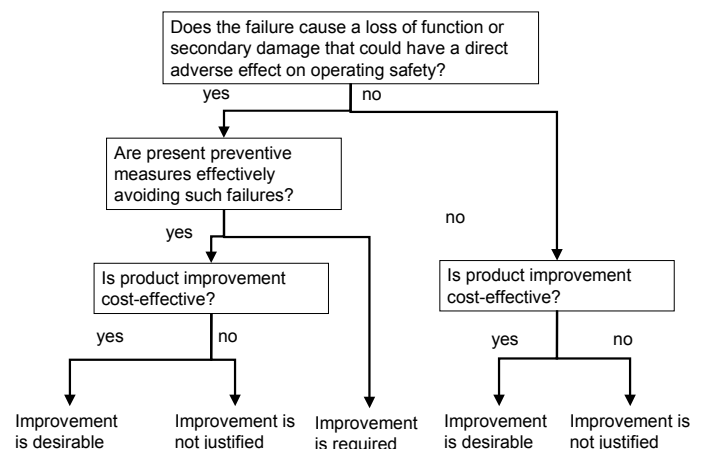 Does the failure cause a loss of function or
secondary damage that could have a direct
adverse effect on operating safety?
yes
no
Are present preventive
measures effectively
avoiding such failures?
yes
no
Is product improvement
cost-effective?
Is product improvement
cost-effective?
yes
no
yes
no
Improvement
is desirable
Improvement is
not justified
Improvement
is required
Improvement
is desirable
Improvement is
not justified